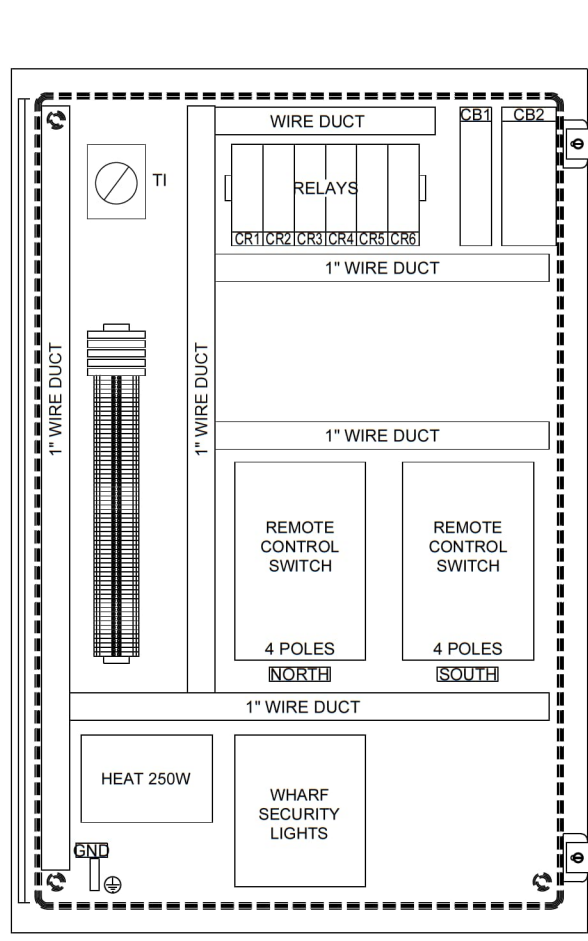 WIRE DUCT
CB1
CB2
TI
RELAYS
CR1 CR2 CR3 CR4 CR5 CR6
1" WIRE DUCT
1" WIRE DUCT
1" WIRE DUCT
1" WIRE DUCT
REMOTE
CONTROL
SWITCH
4 POLES
NORTH
REMOTE
CONTROL
SWITCH
4 POLES
SOUTH
1" WIRE DUCT
HEAT 250W
WHARF
SECURITY
LIGHTS
GND